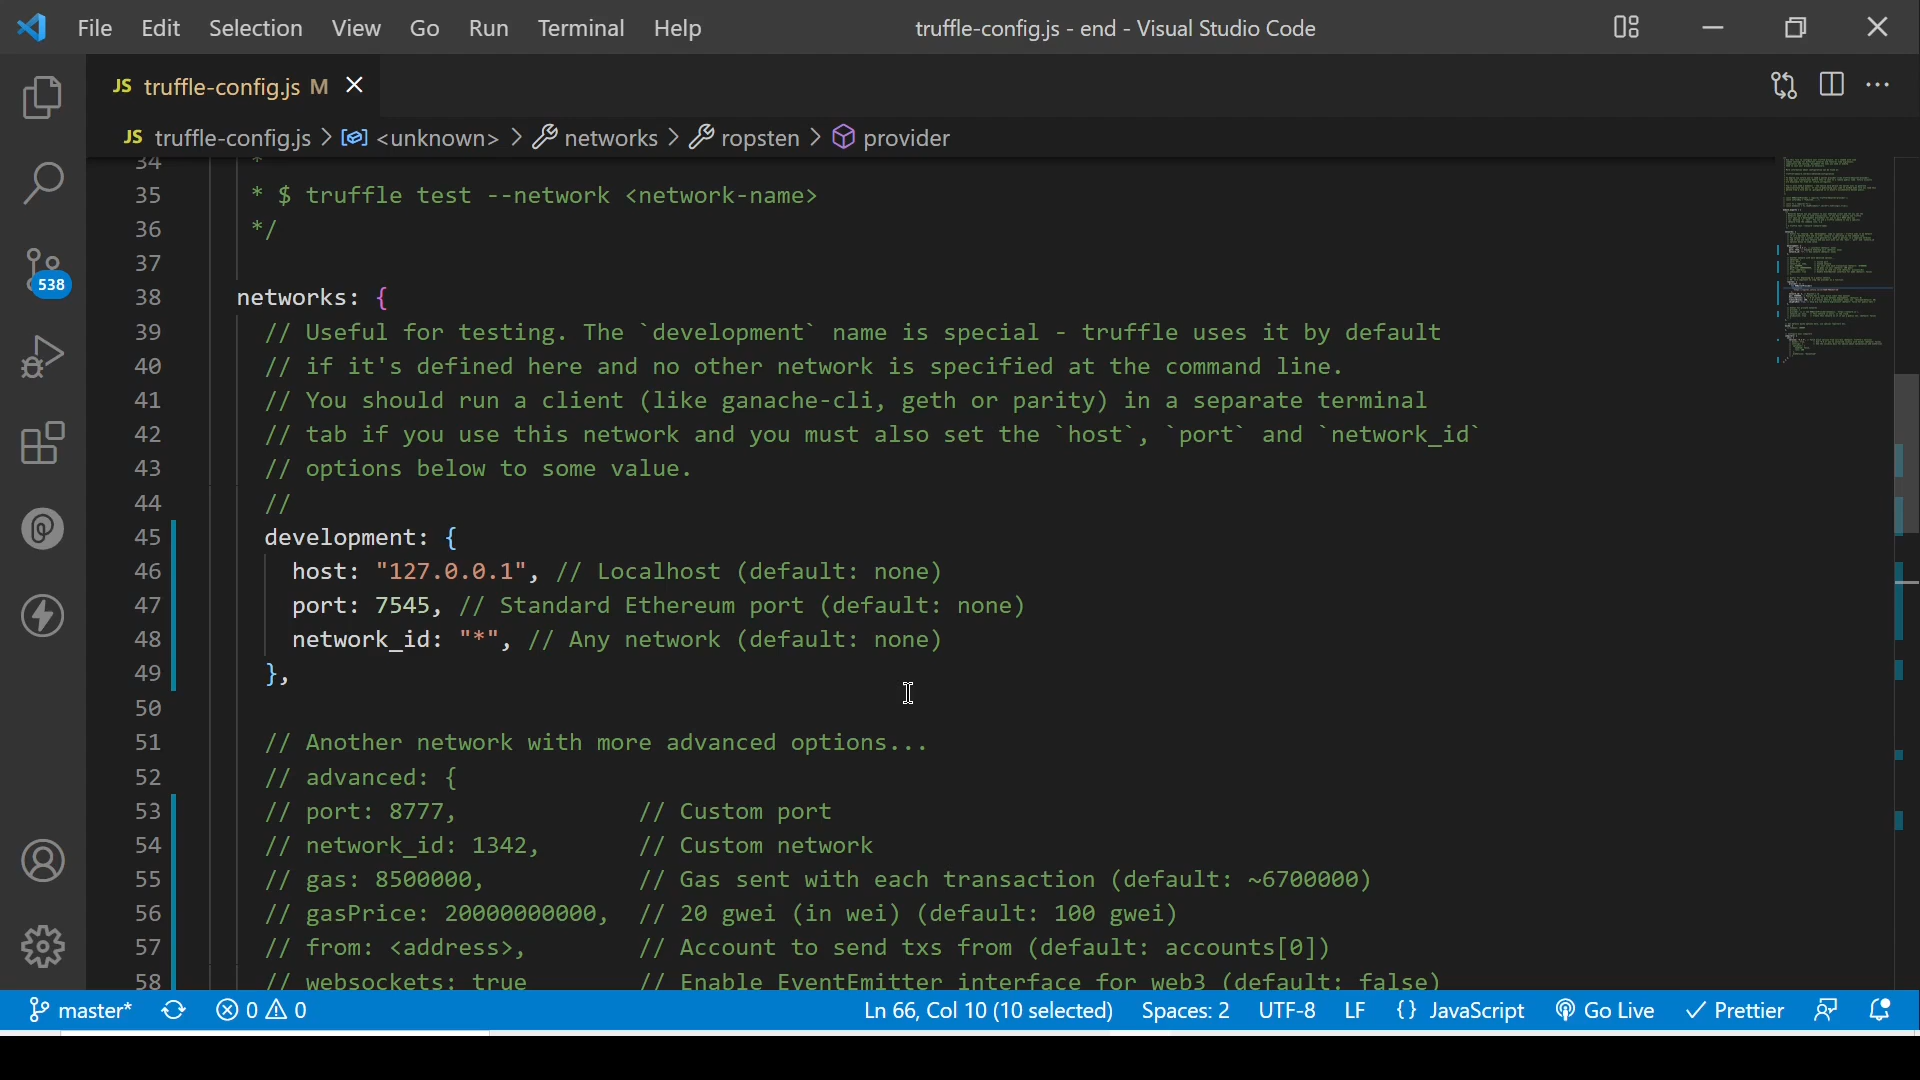 File Edit Selection View Go Run Terminal Help truffle-config.js - end - Visual Studio Code
JS truffle-config.js M
JS truffle-config.js > <unknown> > networks > ropsten > provider
34 *
35 * $ truffle test --network <network-name>
36 */
37
38 networks: {
39 // Useful for testing. The `development` name is special - truffle uses it by default
40 // if it's defined here and no other network is specified at the command line.
41 // You should run a client (like ganache-cli, geth or parity) in a separate terminal
42 // tab if you use this network and you must also set the `host`, `port` and `network_id`
43 // options below to some value.
44 //
45 development: {
46 host: "127.0.0.1", // Localhost (default: none)
47 port: 7545, // Standard Ethereum port (default: none)
48 network_id: "*", // Any network (default: none)
49 },
50
51 // Another network with more advanced options...
52 // advanced: {
53 // port: 8777, // Custom port
54 // network_id: 1342, // Custom network
55 // gas: 8500000, // Gas sent with each transaction (default: ~6700000)
56 // gasPrice: 20000000000, // 20 gwei (in wei) (default: 100 gwei)
57 // from: <address>, // Account to send txs from (default: accounts[0])
58 // websockets: true // Enable EventEmitter interface for web3 (default: false)
538
master* 0 0 Ln 66, Col 10 (10 selected) Spaces: 2 UTF-8 LF {} JavaScript Go Live Prettier